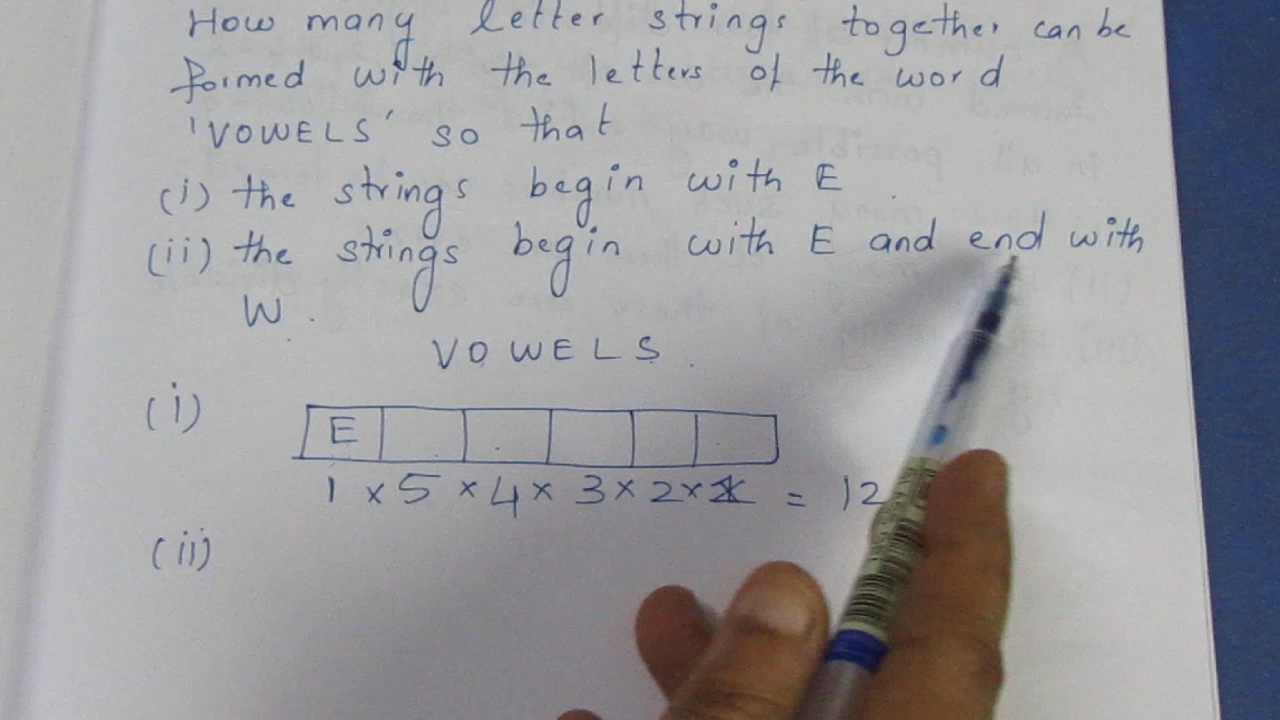 How many letter strings together can be
formed with the letters of the word
'VOWELS' so that
(i) the strings begin with E
(ii) the strings begin with E and end with
W.
VOWELS.
(i)
E
1 × 5 × 4 × 3 × 2 × 1 = 12
(ii)